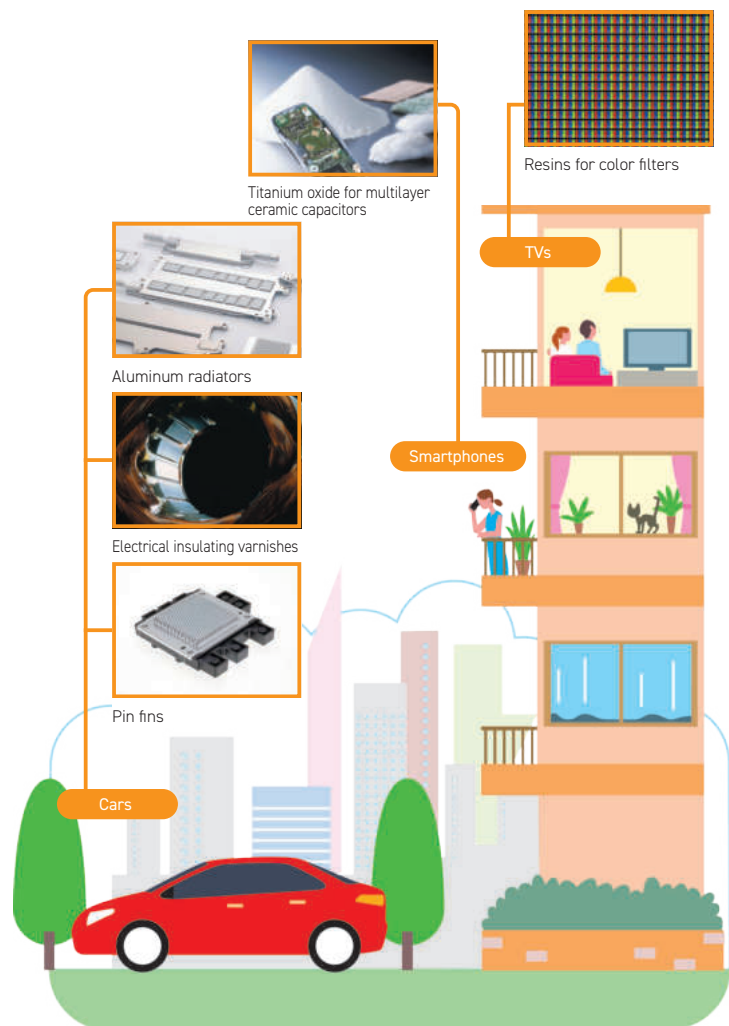 Resins for color filters
Titanium oxide for multilayer
ceramic capacitors
TVs
Aluminum radiators
Smartphones
Electrical insulating varnishes
Pin fins
Cars